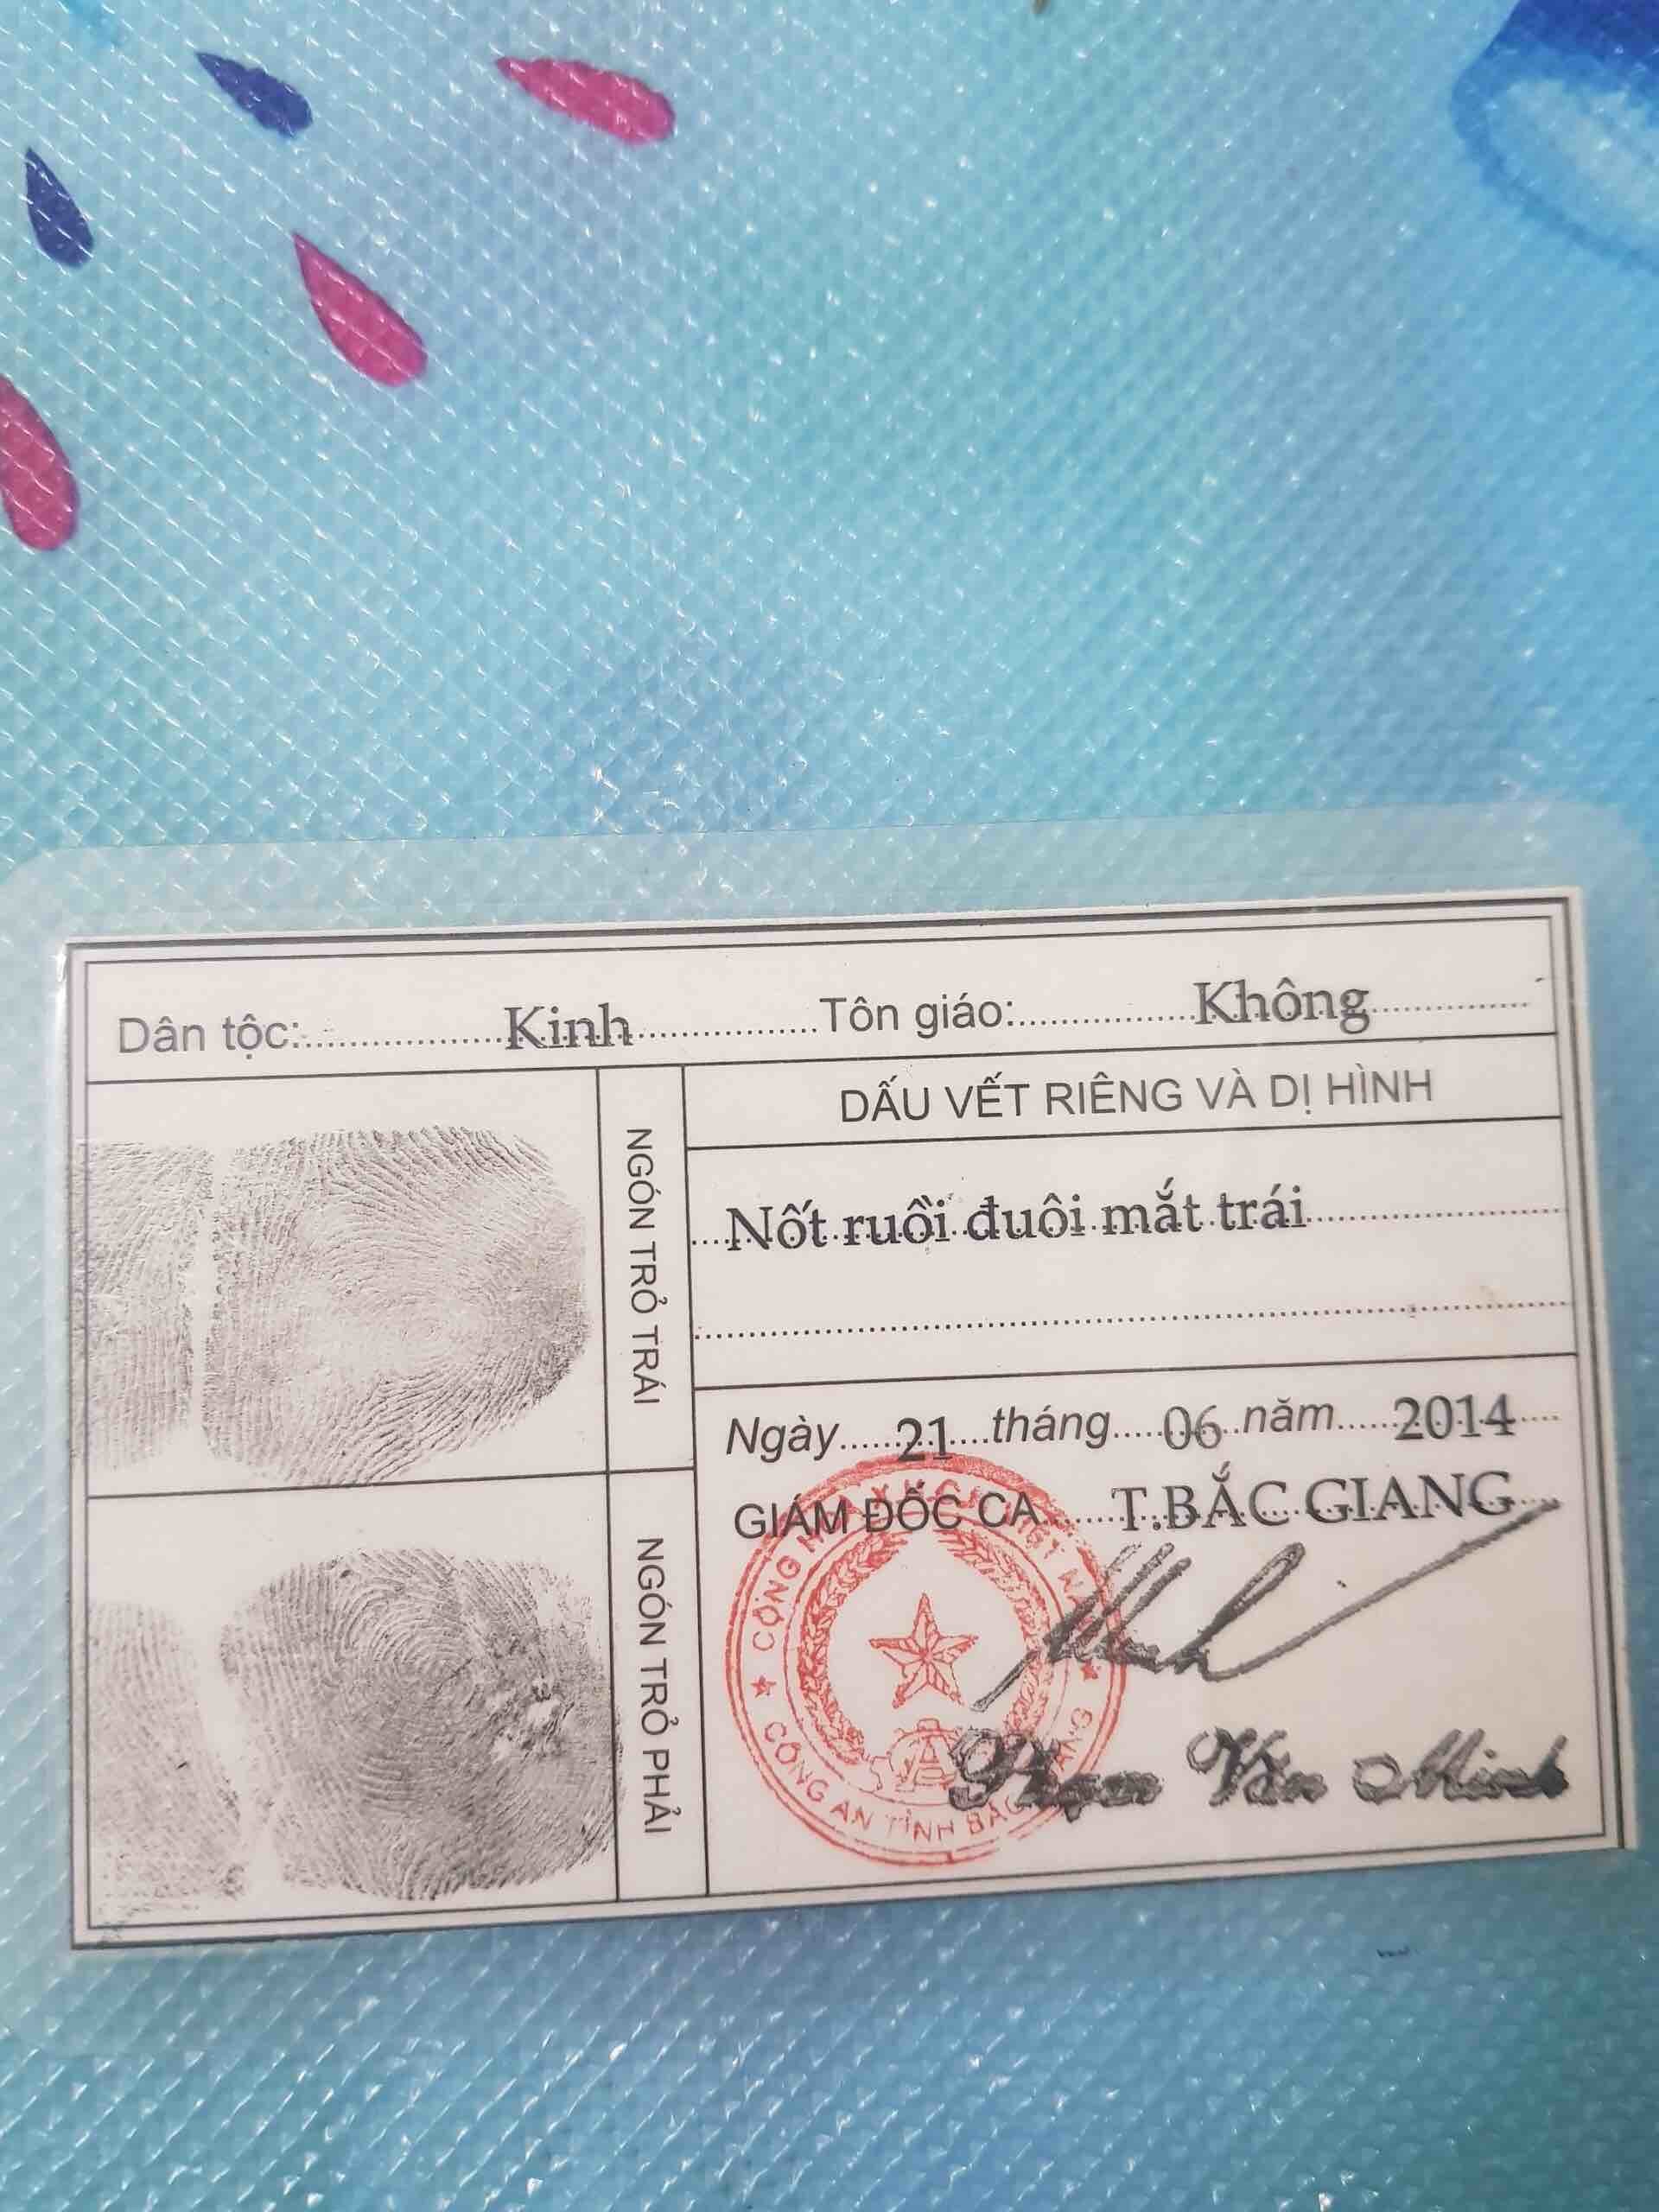 Dân tộc: Kinh Tôn giáo: Không
NGÓN TRỎ TRÁI
NGÓN TRỎ PHẢI
DẤU VẾT RIÊNG VÀ DỊ HÌNH
Nốt ruồi đuôi mắt trái
Ngày 21 tháng 06 năm 2014
GIÁM ĐỐC CA T.BẮC GIANG
CỘNG NAM
CÔNG AN TỈNH BẮC GIANG
Phạm Văn Minh